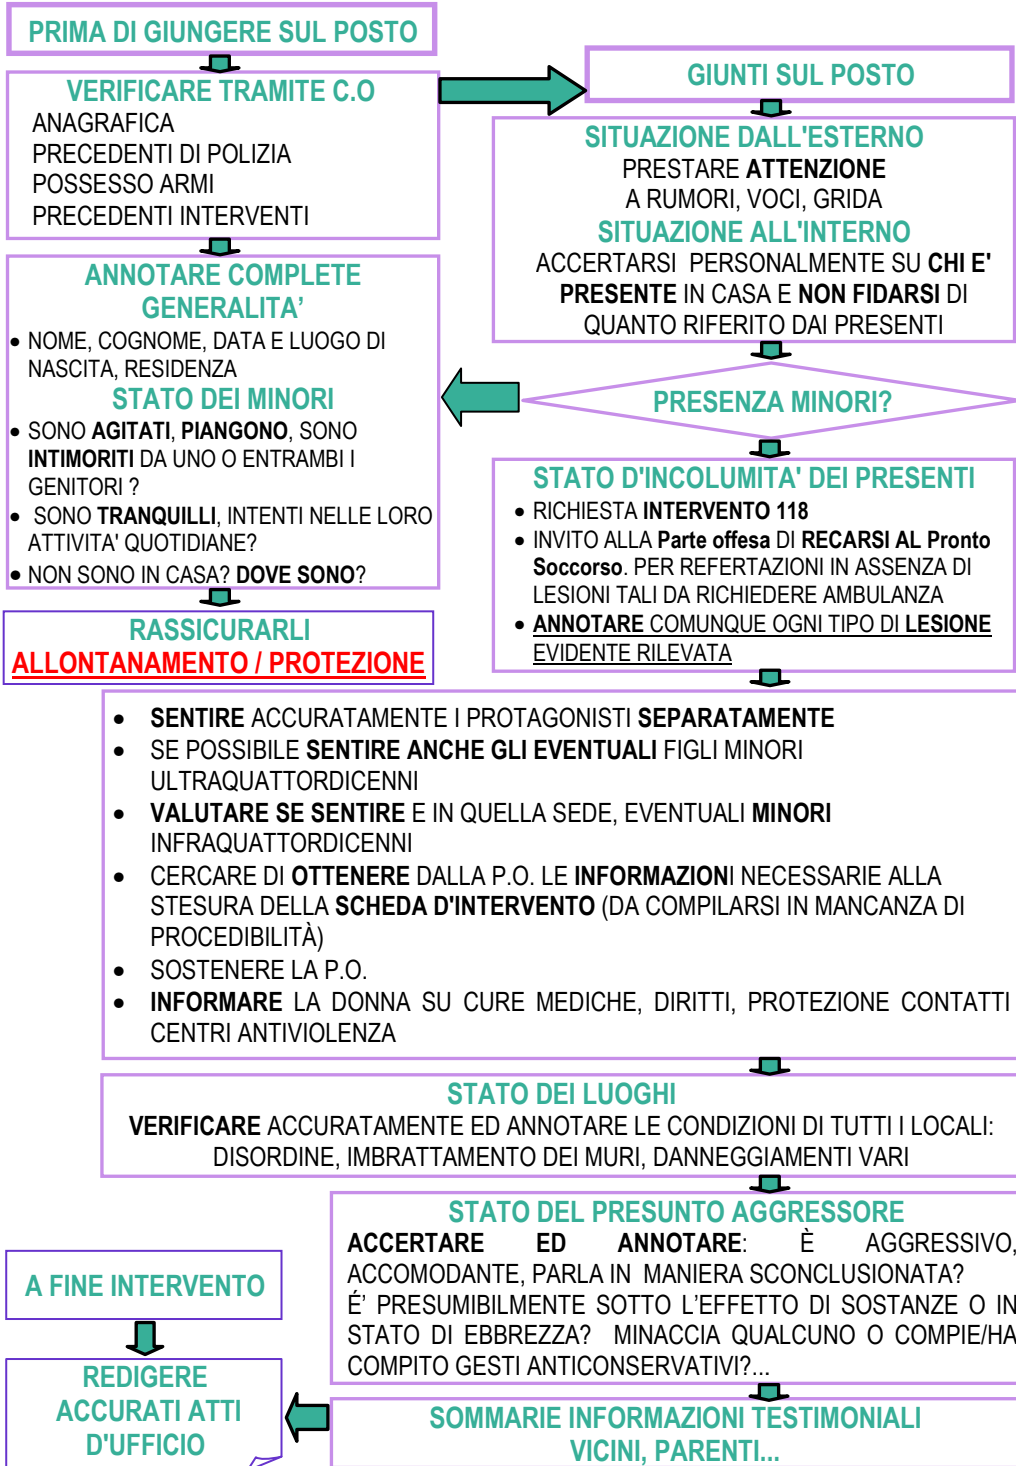 PRIMA DI GIUNGERE SUL POSTO
VERIFICARE TRAMITE C.O
ANAGRAFICA
PRECEDENTI DI POLIZIA
POSSESSO ARMI
PRECEDENTI INTERVENTI
GIUNTI SUL POSTO
SITUAZIONE DALL'ESTERNO
PRESTARE ATTENZIONE
A RUMORI, VOCI, GRIDA
SITUAZIONE ALL'INTERNO
ACCERTARSI PERSONALMENTE SU CHI E'
PRESENTE IN CASA E NON FIDARSI DI
QUANTO RIFERITO DAI PRESENTI
PRESENZA MINORI?
ANNOTARE COMPLETE
GENERALITA’
• NOME, COGNOME, DATA E LUOGO DI
NASCITA, RESIDENZA
STATO DEI MINORI
• SONO AGITATI, PIANGONO, SONO
INTIMORITI DA UNO O ENTRAMBI I
GENITORI ?
• SONO TRANQUILLI, INTENTI NELLE LORO
ATTIVITA' QUOTIDIANE?
• NON SONO IN CASA? DOVE SONO?
RASSICURARLI
ALLONTANAMENTO / PROTEZIONE
STATO D'INCOLUMITA' DEI PRESENTI
• RICHIESTA INTERVENTO 118
• INVITO ALLA Parte offesa DI RECARSI AL Pronto
Soccorso. PER REFERTAZIONI IN ASSENZA DI
LESIONI TALI DA RICHIEDERE AMBULANZA
• ANNOTARE COMUNQUE OGNI TIPO DI LESIONE
EVIDENTE RILEVATA
• SENTIRE ACCURATAMENTE I PROTAGONISTI SEPARATAMENTE
• SE POSSIBILE SENTIRE ANCHE GLI EVENTUALI FIGLI MINORI
ULTRAQUATTORDICENNI
• VALUTARE SE SENTIRE E IN QUELLA SEDE, EVENTUALI MINORI
INFRAQUATTORDICENNI
• CERCARE DI OTTENERE DALLA P.O. LE INFORMAZIONI NECESSARIE ALLA
STESURA DELLA SCHEDA D'INTERVENTO (DA COMPILARSI IN MANCANZA DI
PROCEDIBILITÀ)
• SOSTENERE LA P.O.
• INFORMARE LA DONNA SU CURE MEDICHE, DIRITTI, PROTEZIONE CONTATTI
CENTRI ANTIVIOLENZA
STATO DEI LUOGHI
VERIFICARE ACCURATAMENTE ED ANNOTARE LE CONDIZIONI DI TUTTI I LOCALI:
DISORDINE, IMBRATTAMENTO DEI MURI, DANNEGGIAMENTI VARI
STATO DEL PRESUNTO AGGRESSORE
ACCERTARE ED ANNOTARE: È AGGRESSIVO,
ACCOMODANTE, PARLA IN MANIERA SCONCLUSIONATA?
É’ PRESUMIBILMENTE SOTTO L’EFFETTO DI SOSTANZE O IN
STATO DI EBBREZZA? MINACCIA QUALCUNO O COMPIE/HA
COMPITO GESTI ANTICONSERVATIVI?...
SOMMARIE INFORMAZIONI TESTIMONIALI
VICINI, PARENTI...
A FINE INTERVENTO
REDIGERE
ACCURATI ATTI
D'UFFICIO